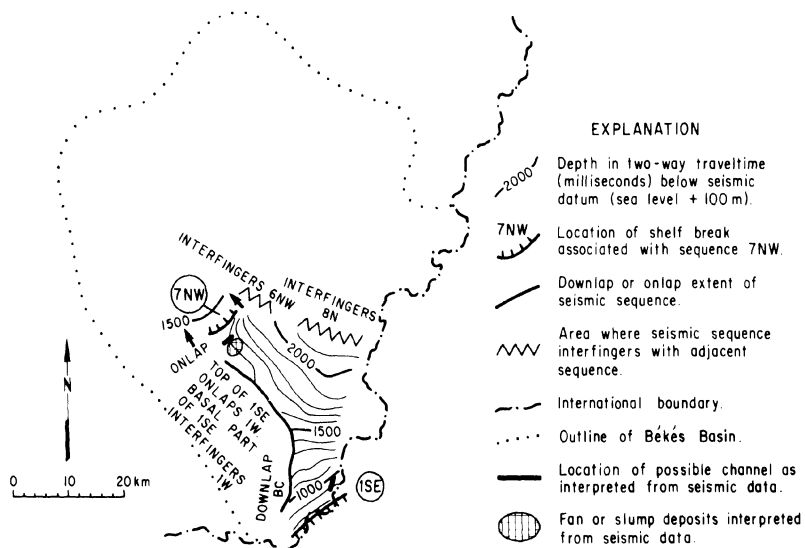 EXPLANATION
2000
Depth in two-way traveltime
(milliseconds) below seismic
datum (sea level + 100 m).
7NW
Location of shelf break
associated with sequence 7NW.
Downlap or onlap extent of
seismic sequence.
Area where seismic sequence
interfingers with adjacent
sequence.
International boundary.
Outline of Békés Basin.
Location of possible channel as
interpreted from seismic data.
Fan or slump deposits interpreted
from seismic data.
INTERFINGERS 6NW
INTERFINGERS
8N
7NW
1500
ONLAP
2000
TOP OF 1SE
ONLAPS 1W.
BASAL PART
OF 1SE
INTERFINGERS
1W
1500
DOWNLAP
BC
1000
1SE
N
0 10 20 km